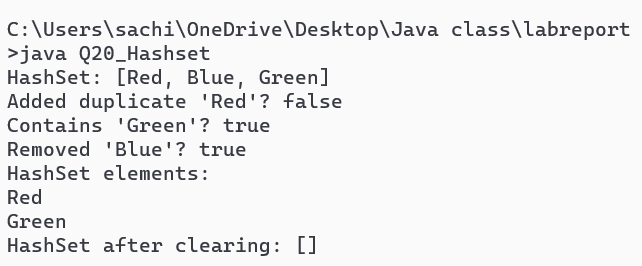 C:\Users\sachi\OneDrive\Desktop\Java class\labreport
>java Q20_Hashset
HashSet: [Red, Blue, Green]
Added duplicate 'Red'? false
Contains 'Green'? true
Removed 'Blue'? true
HashSet elements:
Red
Green
HashSet after clearing: []